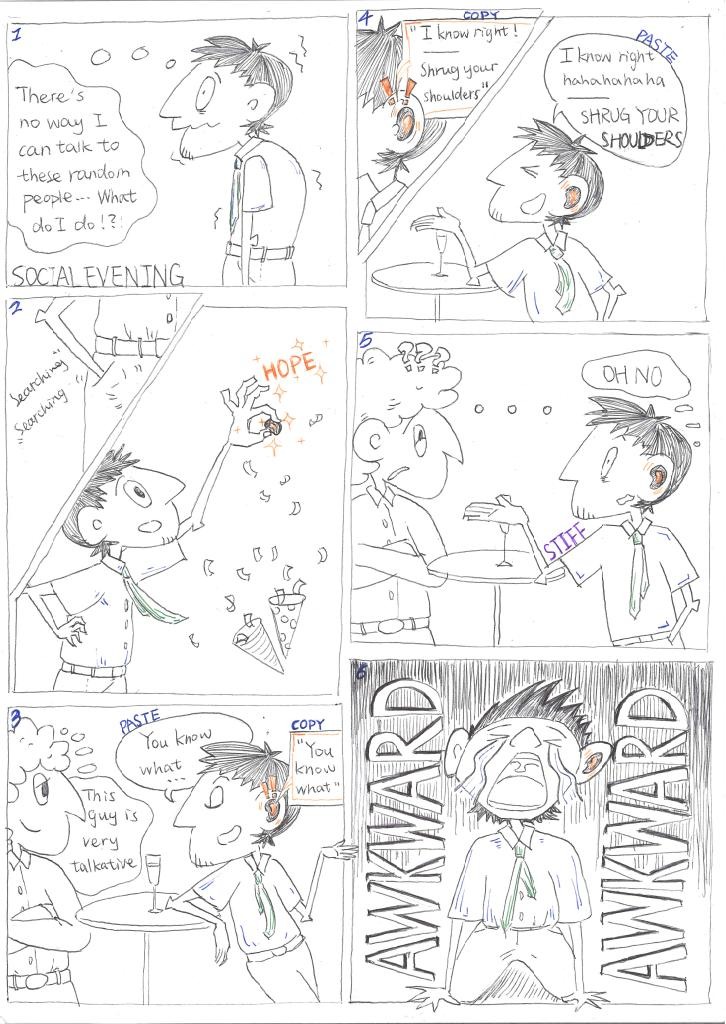 1
There's
no way I
can talk to
these random
people... What
do I do!?!
SOCIAL EVENING
2
"Searching"
"Searching"
HOPE
3
PASTE
You know
what...
COPY
"You
know
what"
This
guy is
very
talkative
4
COPY
"I know right!
Shrug your
shoulders"
PASTE
I know right
hahahahaha
SHRUG YOUR
SHOULDERS
5
???
OH NO
STIFF
6
AWKWARD
AWKWARD